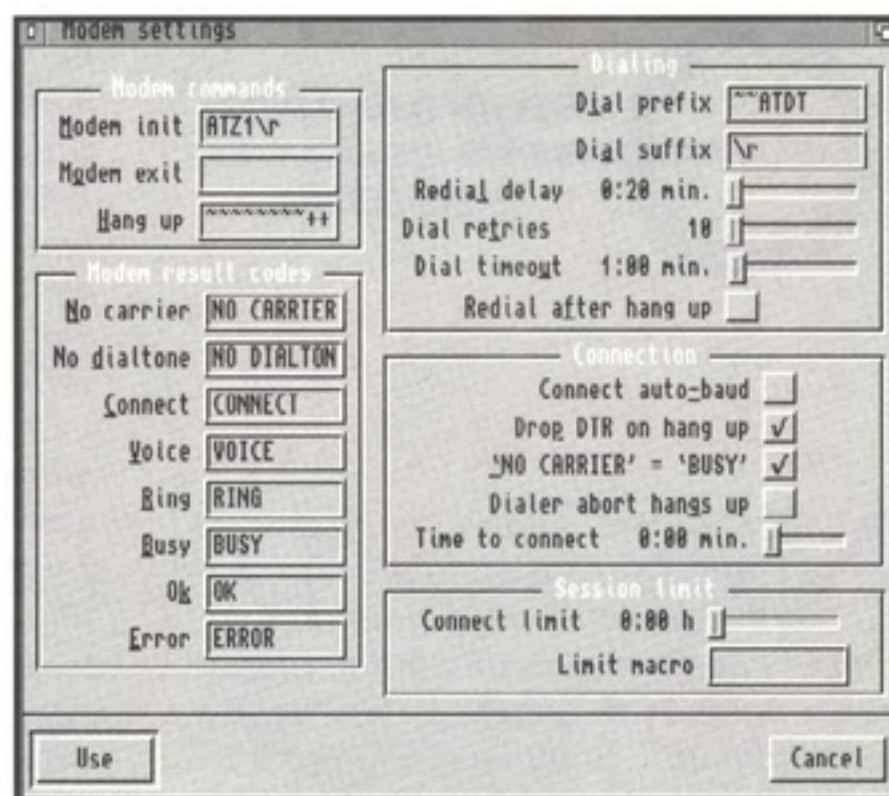 Modem settings
Modem commands
Modem init ATZ1\r
Modem exit
Hang up ~~~~~~~~++
Modem result codes
No carrier NO CARRIER
No dialtone NO DIALTON
Connect CONNECT
Voice VOICE
Ring RING
Busy BUSY
Ok OK
Error ERROR
Dialing
Dial prefix ~~ATDT
Dial suffix \r
Redial delay 0:20 min.
Dial retries 10
Dial timeout 1:00 min.
Redial after hang up
Connection
Connect auto-baud
Drop DTR on hang up ✓
'NO CARRIER' = 'BUSY' ✓
Dialer abort hangs up
Time to connect 0:00 min.
Session limit
Connect limit 0:00 h
Limit macro
Use
Cancel